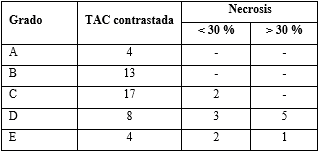 Grado TAC contrastada Necrosis
< 30 % > 30 %
A 4 - -
B 13 - -
C 17 2 -
D 8 3 5
E 4 2 1